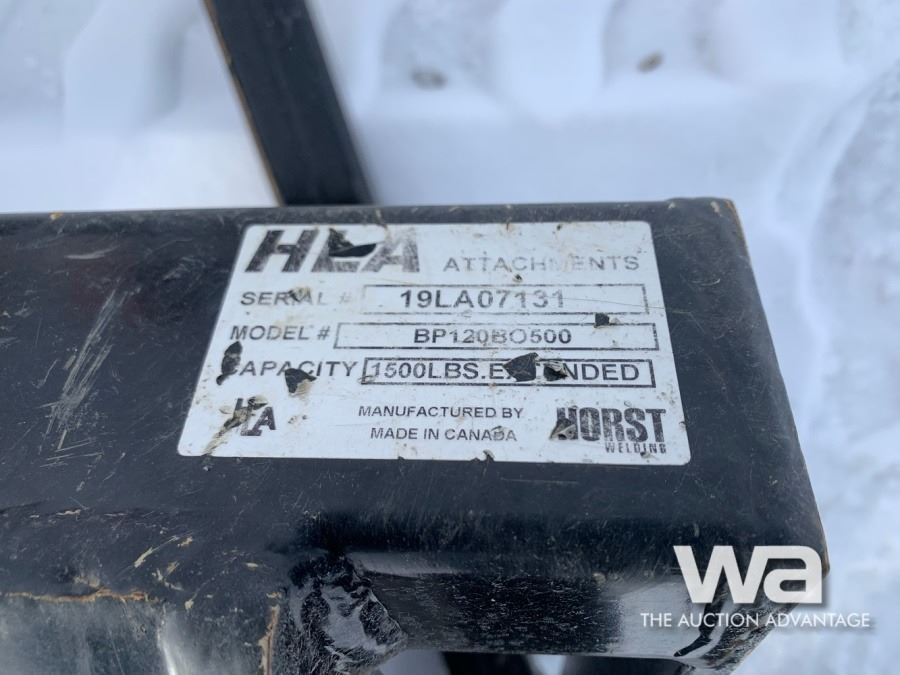 HLA ATTACHMENTS
SERIAL # 19LA07131
MODEL # BP120BO500
CAPACITY 1500LBS.EXTENDED
HLA MANUFACTURED BY HORST
MADE IN CANADA WELDING
wa
THE AUCTION ADVANTAGE